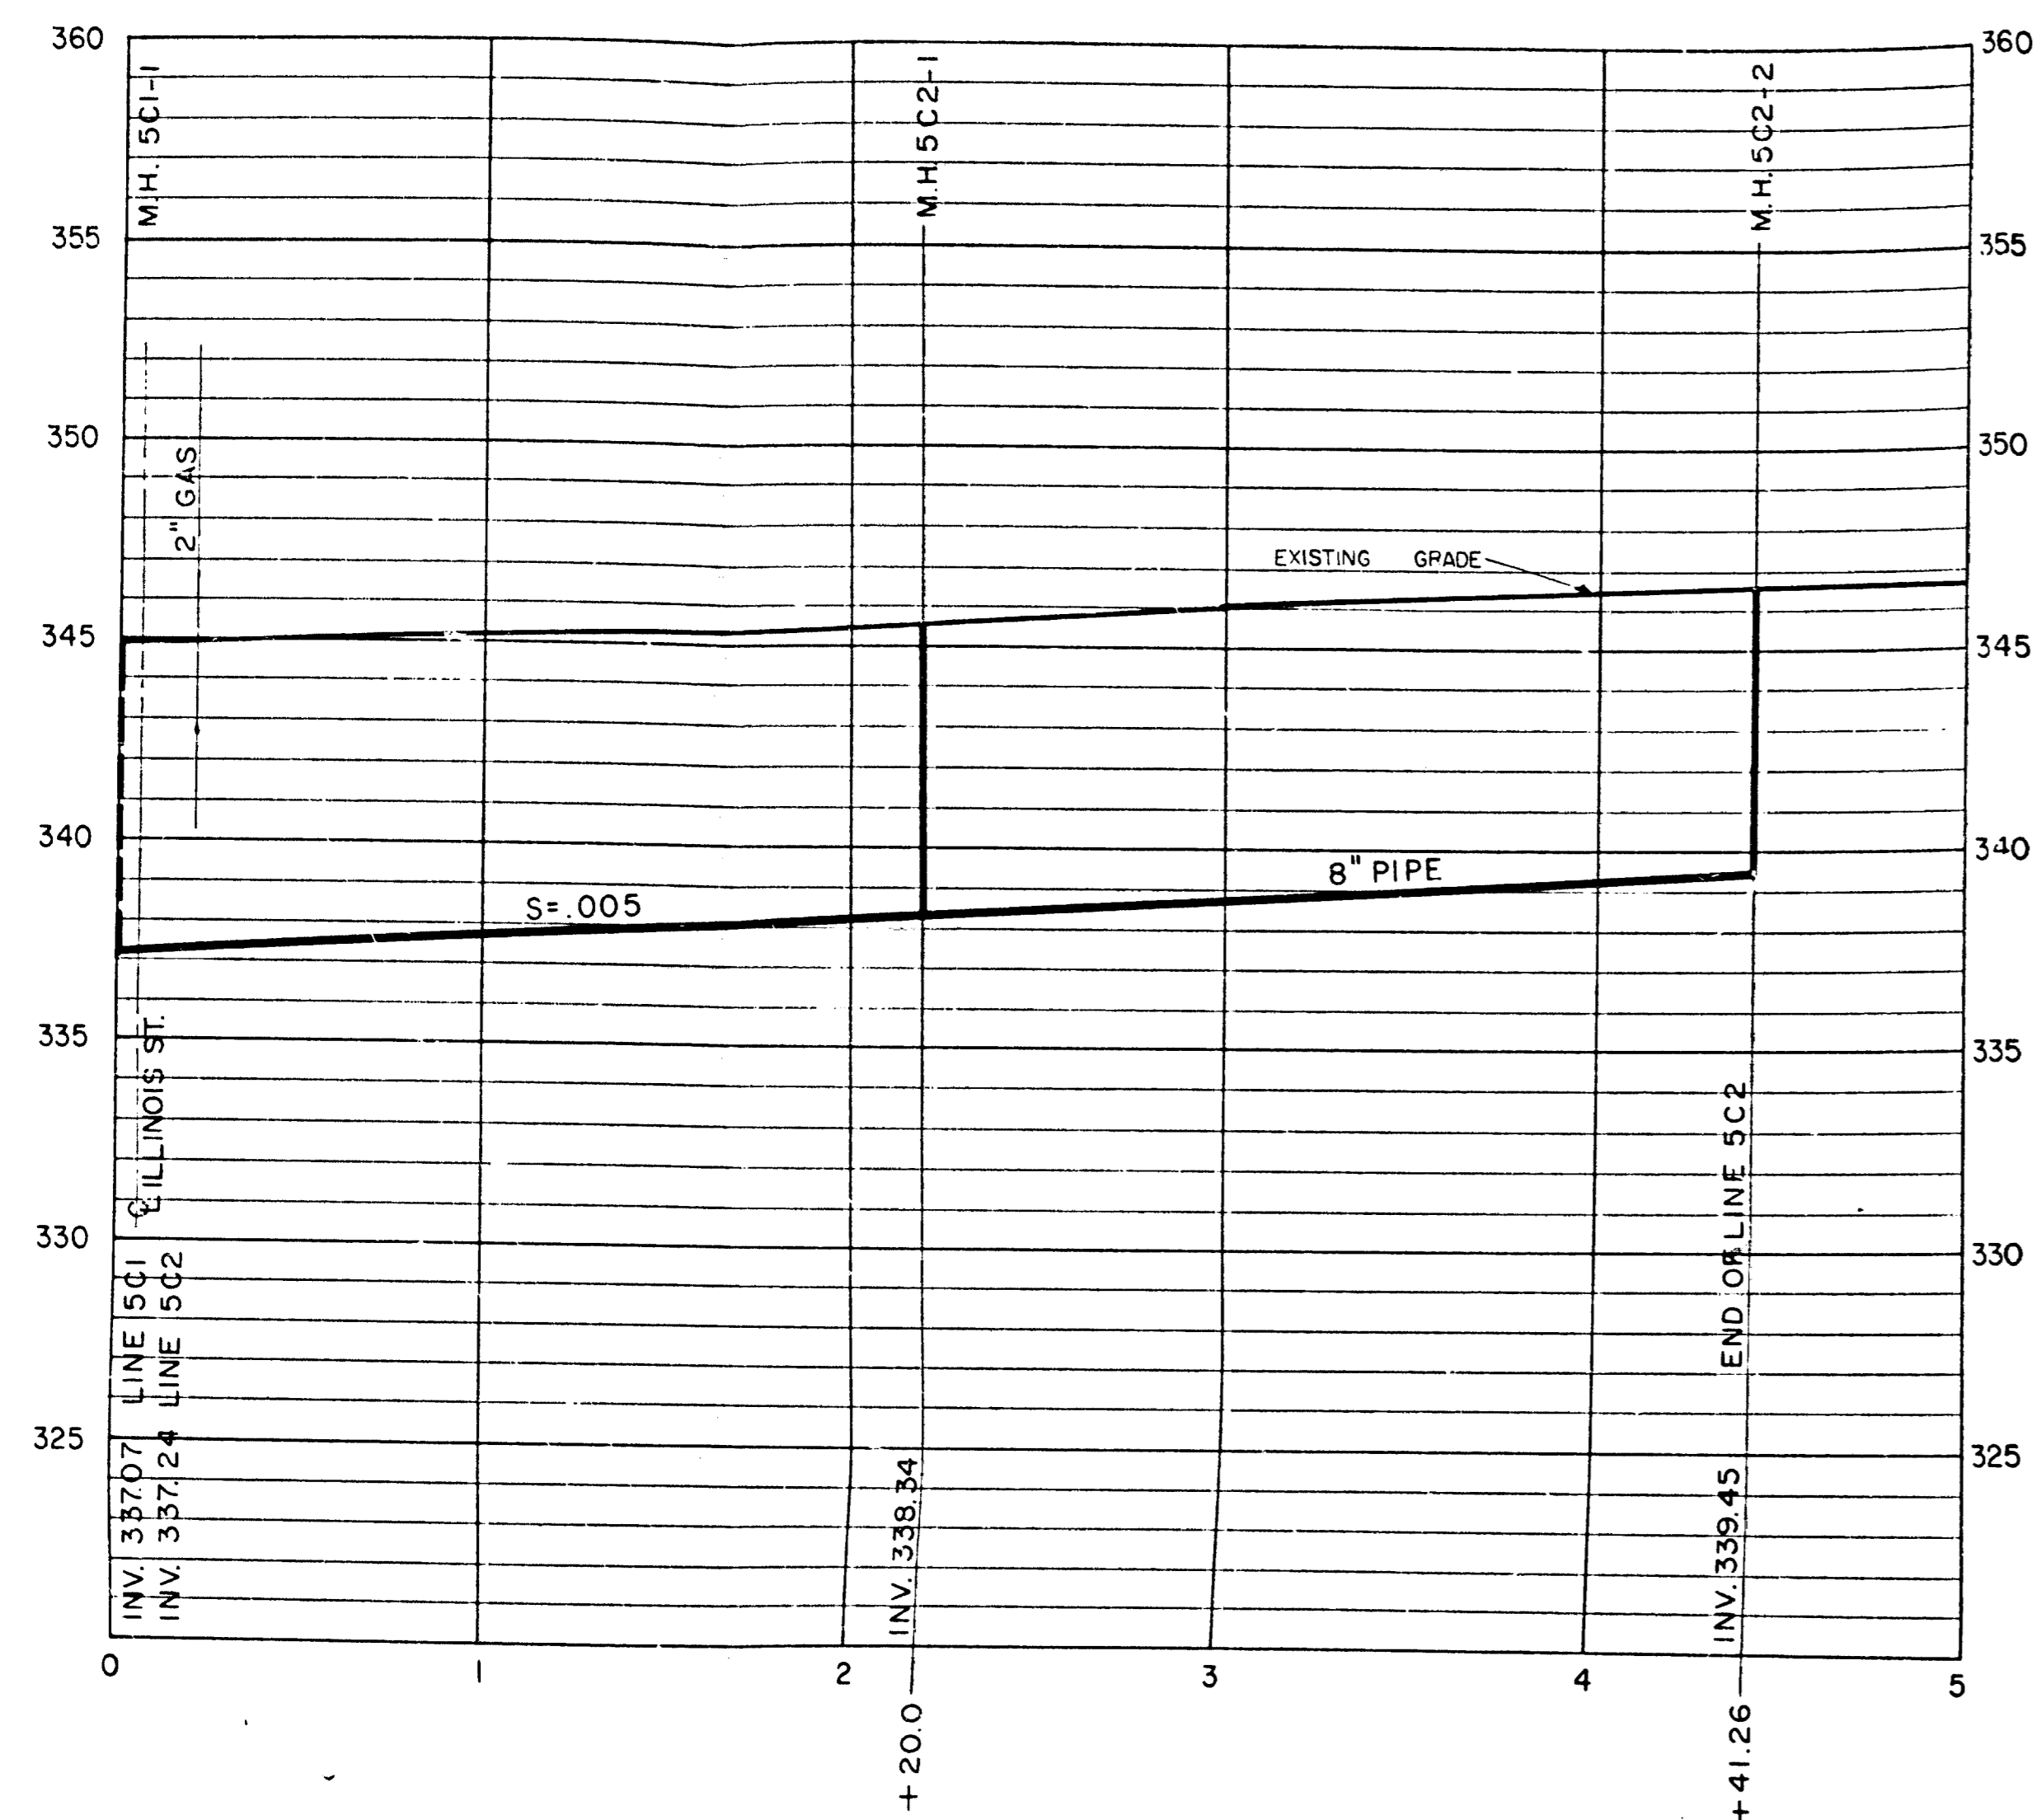 360
360
M.H. 5C1-1
M.H. 5C2-1
M.H. 5C2-2
355
355
350
350
2" GAS
EXISTING GRADE
345
345
340
340
8" PIPE
S=.005
335
335
℄ ILLINOIS ST.
330
330
END OF LINE 5C2
INV. 337.07 LINE 5C1
INV. 337.24 LINE 5C2
325
325
INV. 338.34
INV. 339.45
0
1
2
3
4
5
+20.0
+41.26